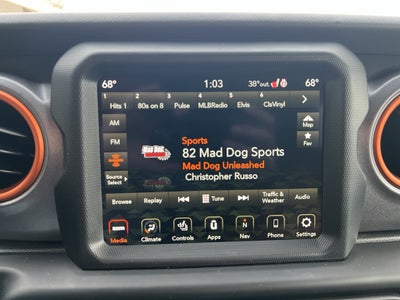 68° 1:03 38°out 68°
1 2 3 4 5 6
Hits 1 80s on 8 Pulse MLBRadio Elvis ClsVinyl
AM
Map
FM
Fav
Sports
82 Mad Dog Sports
Mad Dog Unleashed
Christopher Russo
Source
Select
Browse Replay Tune Traffic & Weather Audio
Media Climate Controls Apps Nav Phone Settings
N